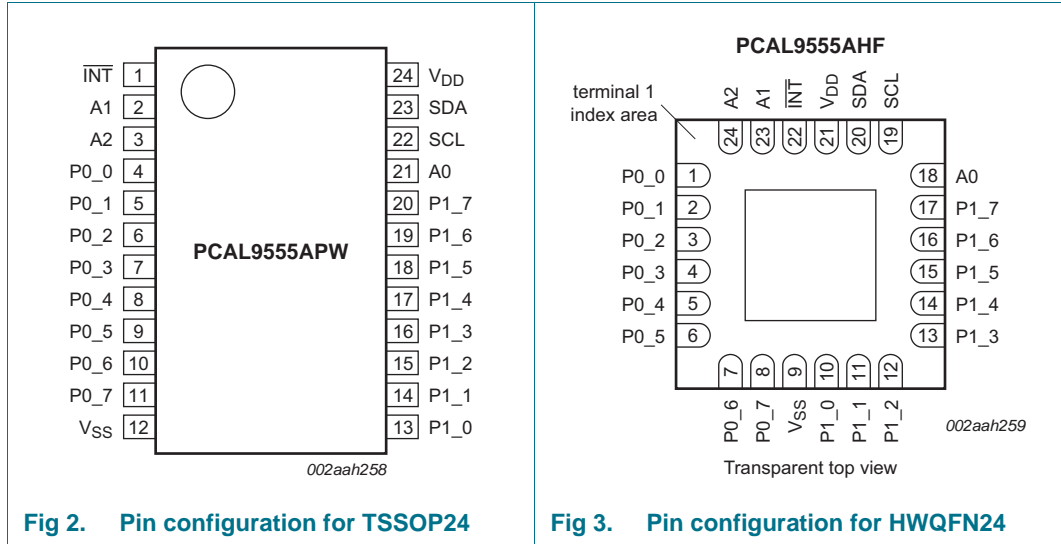 INT 1
A1 2
A2 3
P0_0 4
P0_1 5
P0_2 6
P0_3 7
P0_4 8
P0_5 9
P0_6 10
P0_7 11
VSS 12
PCAL9555APW
24 VDD
23 SDA
22 SCL
21 A0
20 P1_7
19 P1_6
18 P1_5
17 P1_4
16 P1_3
15 P1_2
14 P1_1
13 P1_0
002aah258
Fig 2. Pin configuration for TSSOP24
PCAL9555AHF
terminal 1
index area
A2 A1 INT VDD SDA SCL
24 23 22 21 20 19
P0_0 1
P0_1 2
P0_2 3
P0_3 4
P0_4 5
P0_5 6
18 A0
17 P1_7
16 P1_6
15 P1_5
14 P1_4
13 P1_3
7 8 9 10 11 12
P0_6 P0_7 VSS P1_0 P1_1 P1_2
002aah259
Transparent top view
Fig 3. Pin configuration for HWQFN24